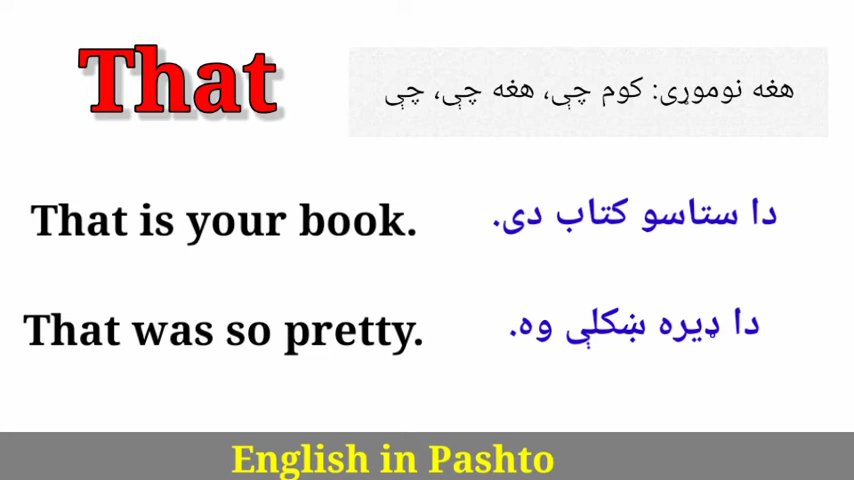 That
هغه نوموړی: کوم چې، هغه چې، چې
That is your book.
دا ستاسو کتاب دی.
That was so pretty.
دا ډیره ښکلې وه.
English in Pashto